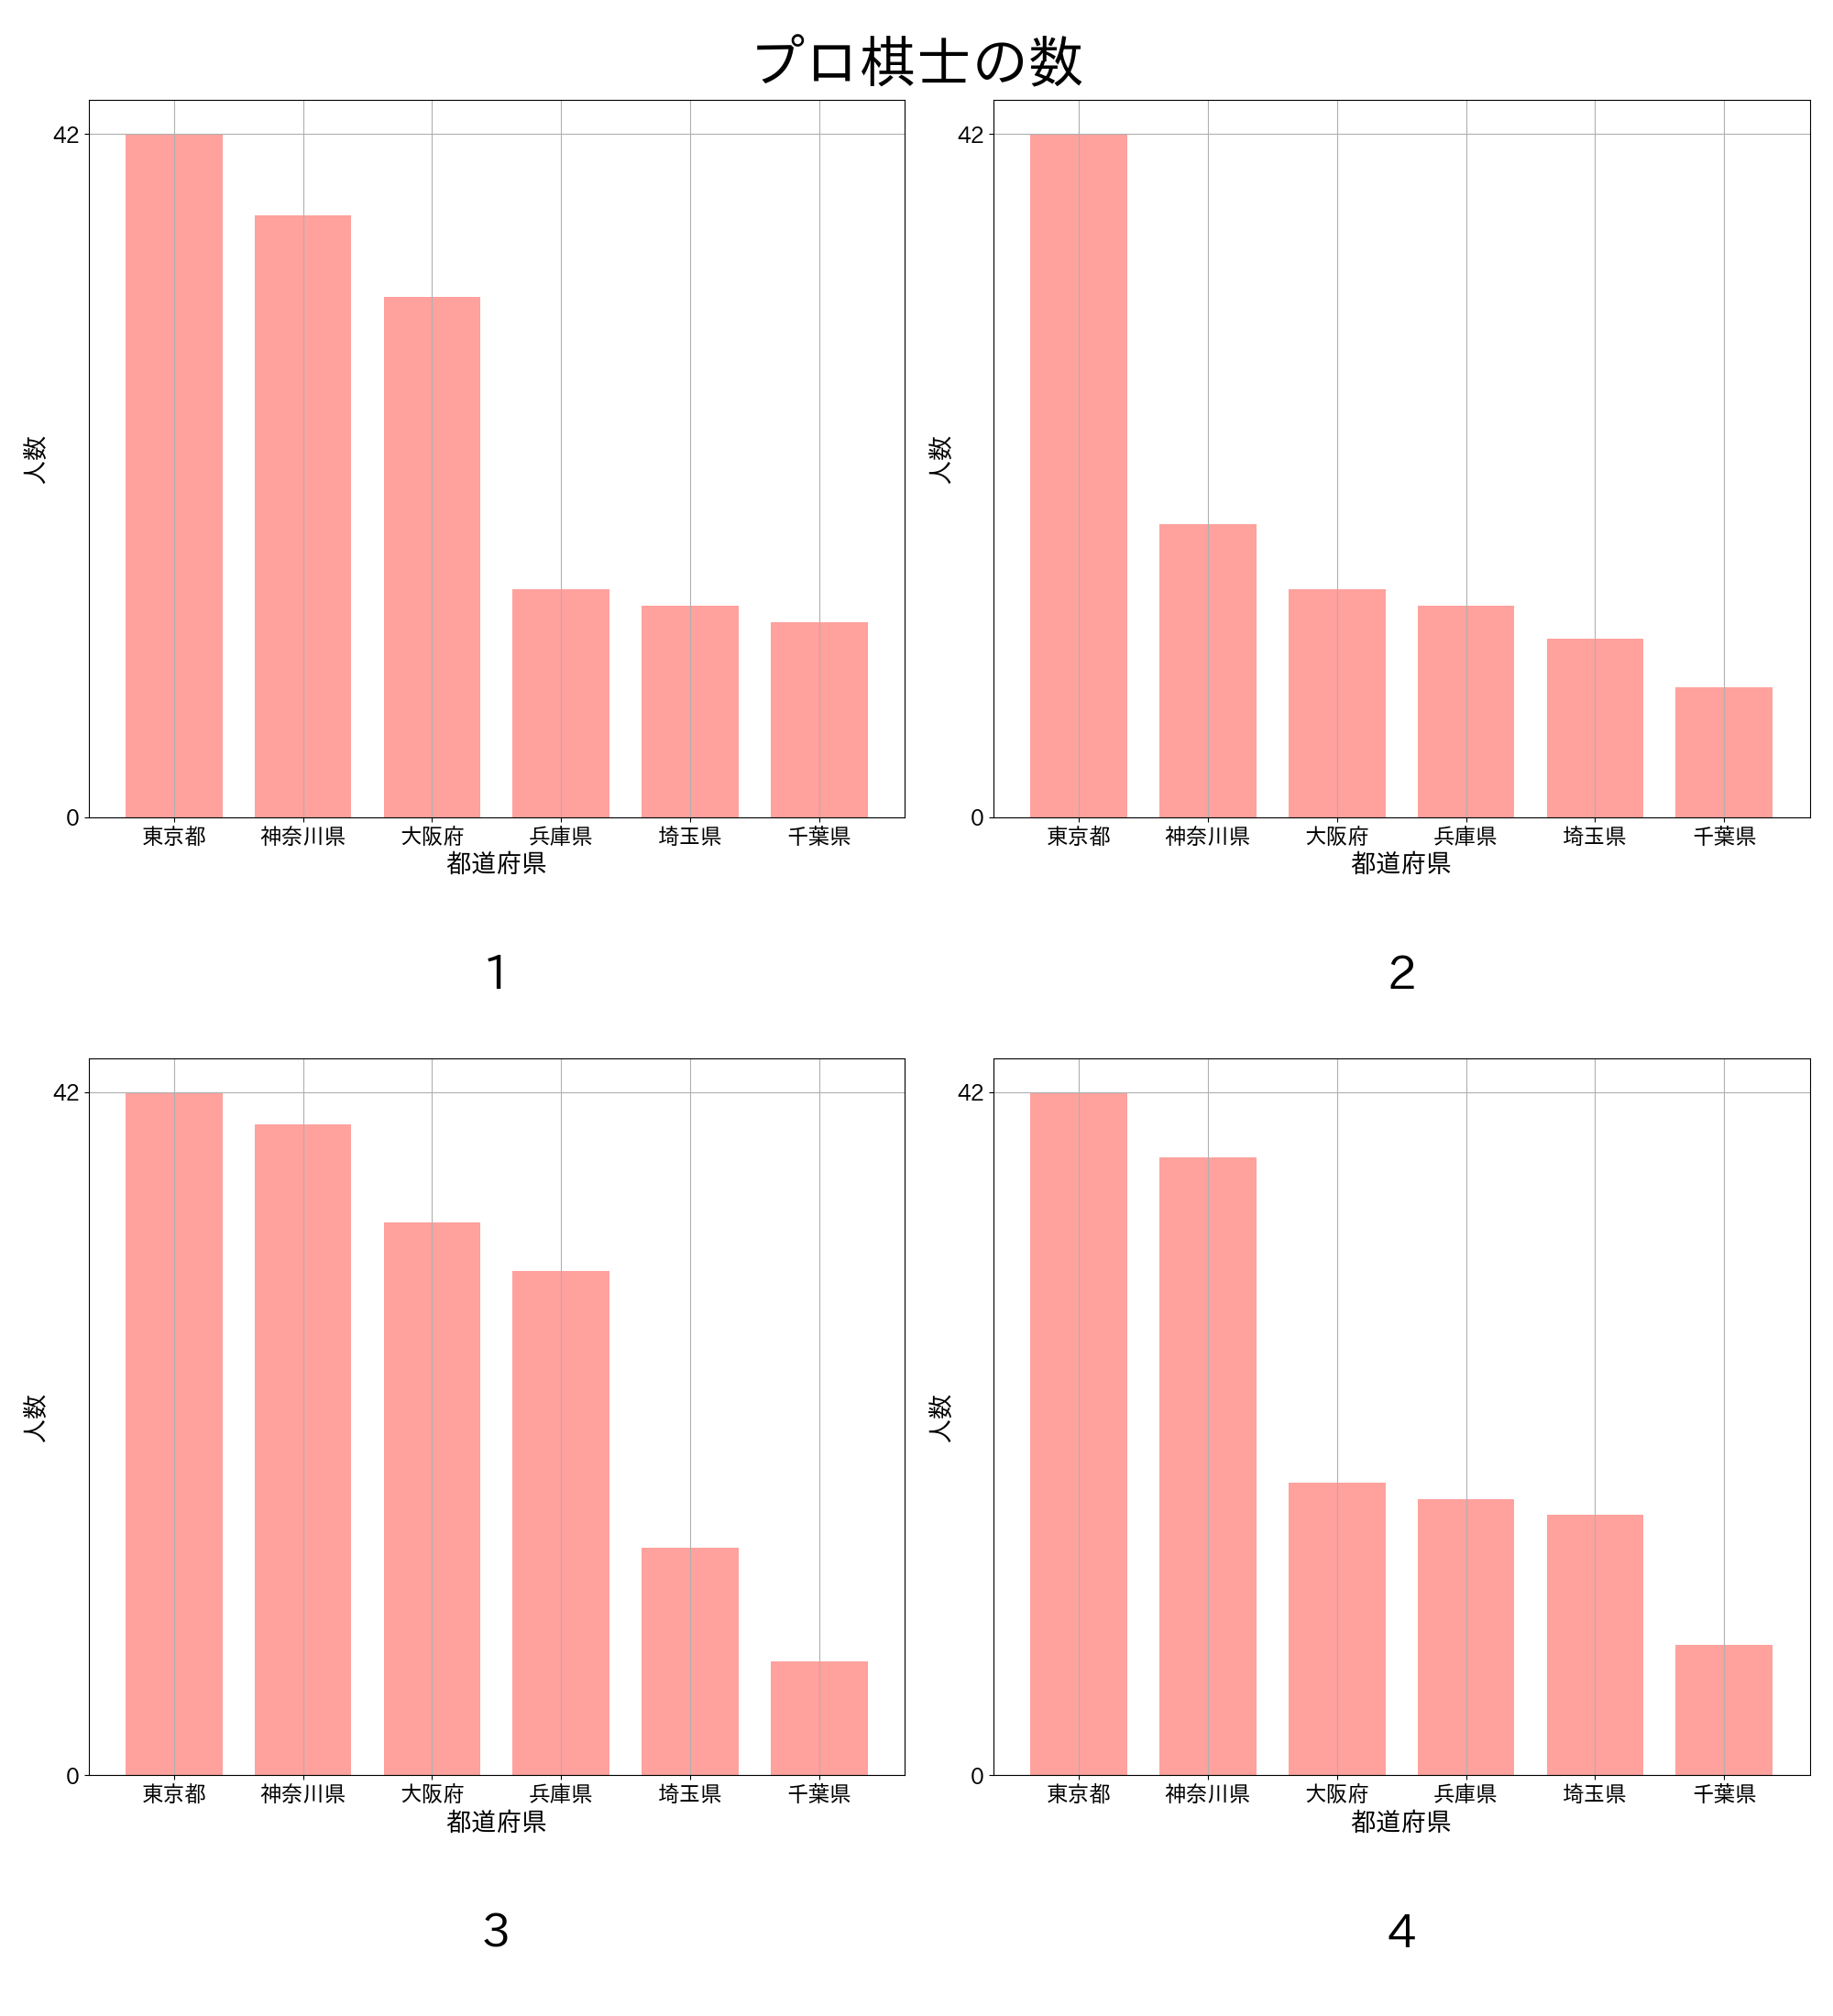 プロ棋士の数
42
0
人数
東京都 神奈川県 大阪府 兵庫県 埼玉県 千葉県
都道府県
1
42
0
人数
東京都 神奈川県 大阪府 兵庫県 埼玉県 千葉県
都道府県
2
42
0
人数
東京都 神奈川県 大阪府 兵庫県 埼玉県 千葉県
都道府県
3
42
0
人数
東京都 神奈川県 大阪府 兵庫県 埼玉県 千葉県
都道府県
4